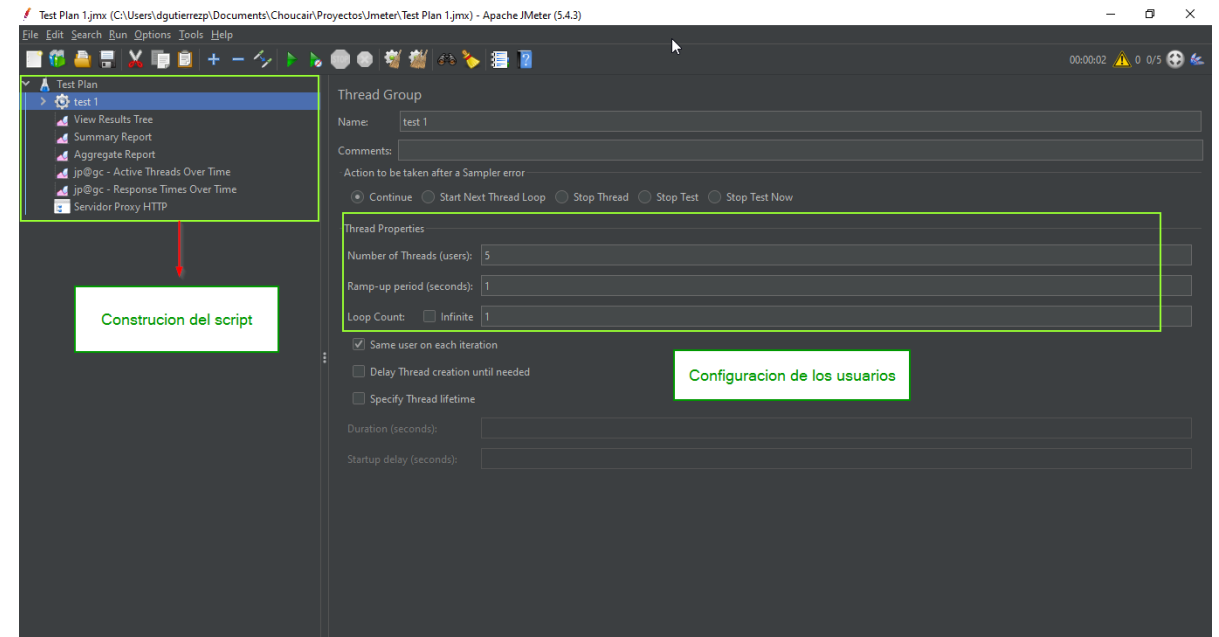 Test Plan 1.jmx (C:\Users\dgutierrezp\Documents\Choucair\Proyectos\Jmeter\Test Plan 1.jmx) - Apache JMeter (5.4.3)
File Edit Search Run Options Tools Help
00:00:02 0 0/5
Test Plan
test 1
View Results Tree
Summary Report
Aggregate Report
jp@gc - Active Threads Over Time
jp@gc - Response Times Over Time
Servidor Proxy HTTP
Construcion del script
Thread Group
Name: test 1
Comments:
Action to be taken after a Sampler error
Continue Start Next Thread Loop Stop Thread Stop Test Stop Test Now
Thread Properties
Number of Threads (users): 5
Ramp-up period (seconds): 1
Loop Count: Infinite 1
Same user on each iteration
Delay Thread creation until needed
Specify Thread lifetime
Duration (seconds):
Startup delay (seconds):
Configuracion de los usuarios